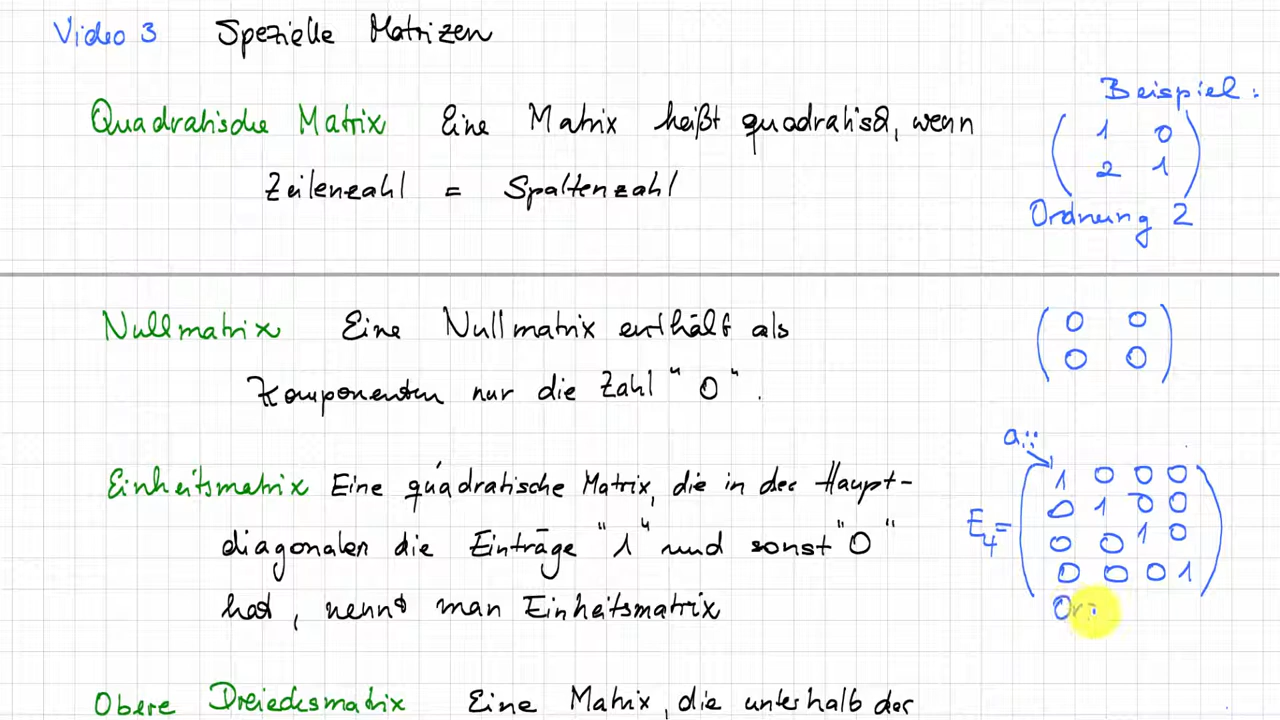 Video 3 Spezielle Matrizen
Beispiel:
Quadratische Matrix Eine Matrix heißt quadratisch, wenn
Zeilenzahl = Spaltenzahl
( 1 0
2 1 )
Ordnung 2
Nullmatrix Eine Nullmatrix enthält als
Komponenten nur die Zahl "0".
( 0 0
0 0 )
Einheitsmatrix Eine quadratische Matrix, die in der Haupt-
diagonalen die Einträge "1" und sonst "0"
hat, nennt man Einheitsmatrix
aii
E4 = ( 1 0 0 0
0 1 0 0
0 0 1 0
0 0 0 1 )
Or
Obere Dreiecksmatrix Eine Matrix, die unterhalb der